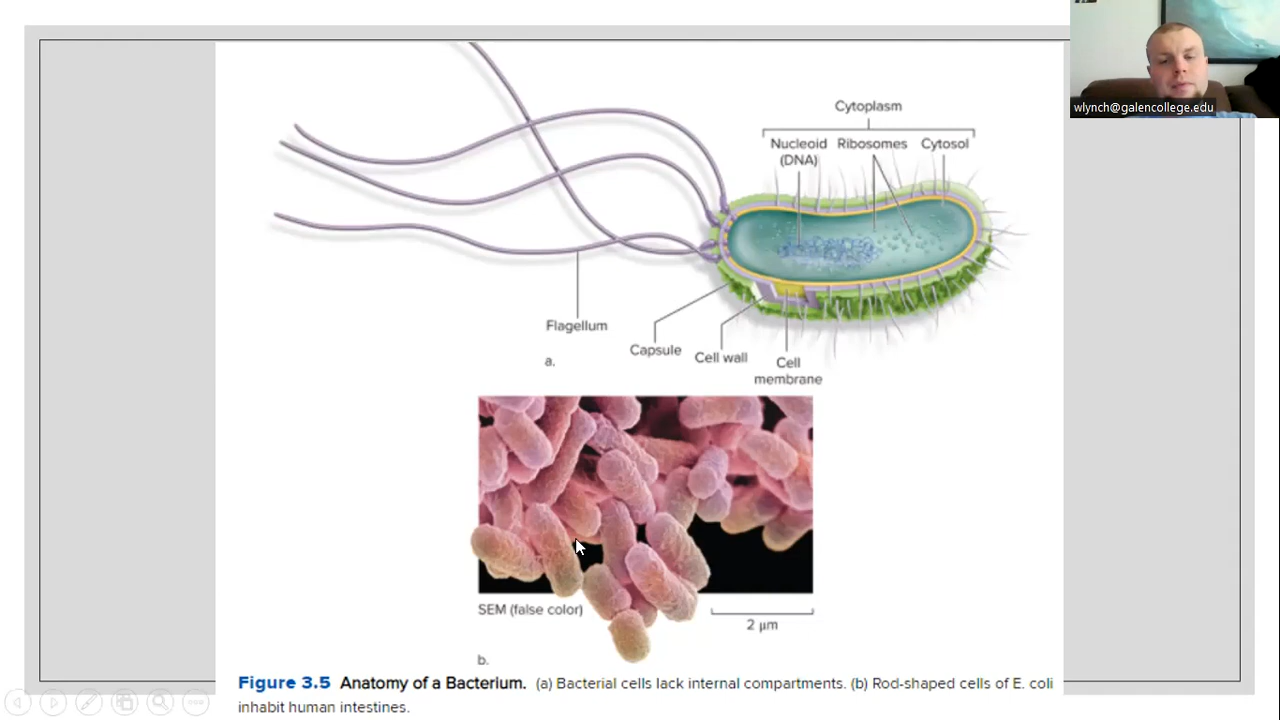 wlynch@galencollege.edu
Cytoplasm
Nucleoid Ribosomes Cytosol
(DNA)
Flagellum
Capsule
Cell wall
Cell
membrane
a.
SEM (false color)
2 μm
b.
Figure 3.5 Anatomy of a Bacterium. (a) Bacterial cells lack internal compartments. (b) Rod-shaped cells of E. coli
inhabit human intestines.